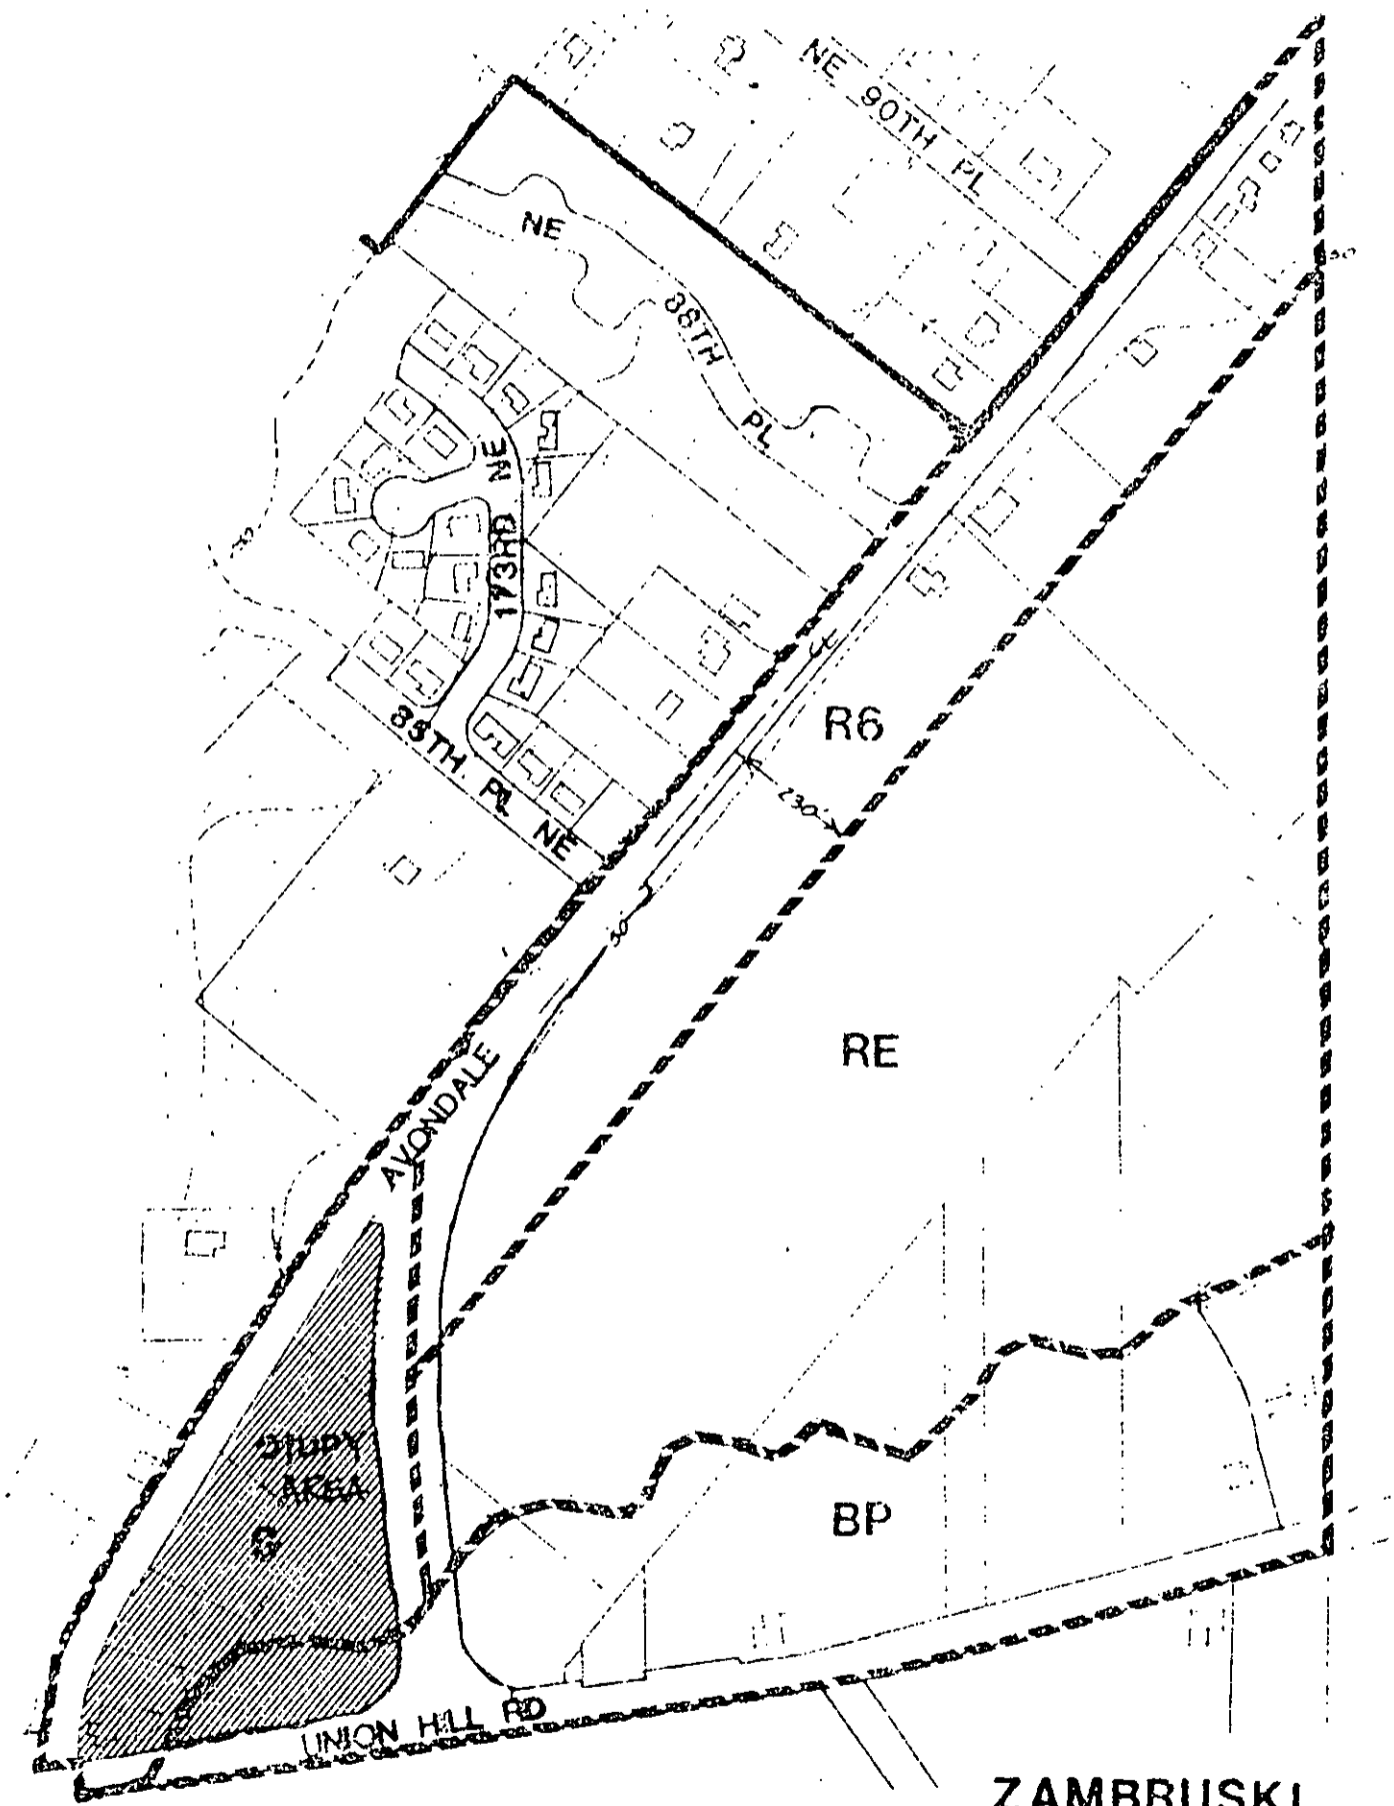 NE 90TH PL
NE 88TH PL
NE
173RD
85TH PL NE
R6
230'
30
RE
AVONDALE
STUDY
AREA
BP
UNION HILL RD
ZAMBRUSKI